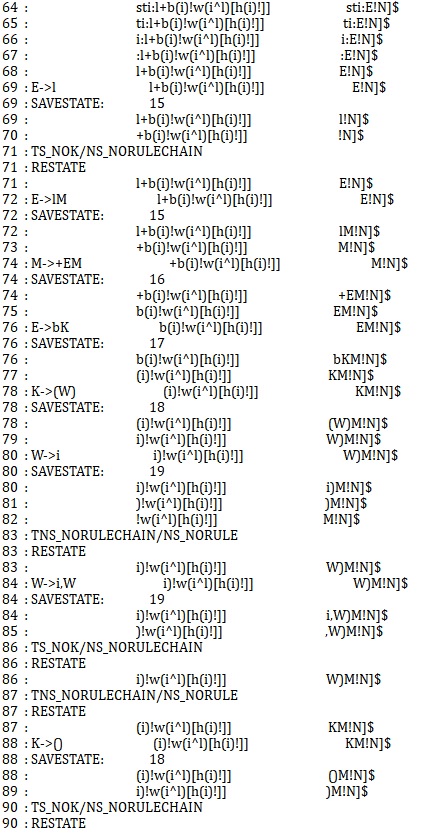 64 : sti:l+b(i)!w(i^l)[h(i)!]] sti:E!N]$
65 : ti:l+b(i)!w(i^l)[h(i)!]] ti:E!N]$
66 : i:l+b(i)!w(i^l)[h(i)!]] i:E!N]$
67 : :l+b(i)!w(i^l)[h(i)!]] :E!N]$
68 : l+b(i)!w(i^l)[h(i)!]] E!N]$
69 : E->l l+b(i)!w(i^l)[h(i)!]] E!N]$
69 : SAVESTATE: 15
69 : l+b(i)!w(i^l)[h(i)!]] l!N]$
70 : +b(i)!w(i^l)[h(i)!]] !N]$
71 : TS_NOK/NS_NORULECHAIN
71 : RESTATE
71 : l+b(i)!w(i^l)[h(i)!]] E!N]$
72 : E->lM l+b(i)!w(i^l)[h(i)!]] E!N]$
72 : SAVESTATE: 15
72 : l+b(i)!w(i^l)[h(i)!]] lM!N]$
73 : +b(i)!w(i^l)[h(i)!]] M!N]$
74 : M->+EM +b(i)!w(i^l)[h(i)!]] M!N]$
74 : SAVESTATE: 16
74 : +b(i)!w(i^l)[h(i)!]] +EM!N]$
75 : b(i)!w(i^l)[h(i)!]] EM!N]$
76 : E->bK b(i)!w(i^l)[h(i)!]] EM!N]$
76 : SAVESTATE: 17
76 : b(i)!w(i^l)[h(i)!]] bKM!N]$
77 : (i)!w(i^l)[h(i)!]] KM!N]$
78 : K->(W) (i)!w(i^l)[h(i)!]] KM!N]$
78 : SAVESTATE: 18
78 : (i)!w(i^l)[h(i)!]] (W)M!N]$
79 : i)!w(i^l)[h(i)!]] W)M!N]$
80 : W->i i)!w(i^l)[h(i)!]] W)M!N]$
80 : SAVESTATE: 19
80 : i)!w(i^l)[h(i)!]] i)M!N]$
81 : )!w(i^l)[h(i)!]] )M!N]$
82 : !w(i^l)[h(i)!]] M!N]$
83 : TNS_NORULECHAIN/NS_NORULE
83 : RESTATE
83 : i)!w(i^l)[h(i)!]] W)M!N]$
84 : W->i,W i)!w(i^l)[h(i)!]] W)M!N]$
84 : SAVESTATE: 19
84 : i)!w(i^l)[h(i)!]] i,W)M!N]$
85 : )!w(i^l)[h(i)!]] ,W)M!N]$
86 : TS_NOK/NS_NORULECHAIN
86 : RESTATE
86 : i)!w(i^l)[h(i)!]] W)M!N]$
87 : TNS_NORULECHAIN/NS_NORULE
87 : RESTATE
87 : (i)!w(i^l)[h(i)!]] KM!N]$
88 : K->() (i)!w(i^l)[h(i)!]] KM!N]$
88 : SAVESTATE: 18
88 : (i)!w(i^l)[h(i)!]] ()M!N]$
89 : i)!w(i^l)[h(i)!]] )M!N]$
90 : TS_NOK/NS_NORULECHAIN
90 : RESTATE